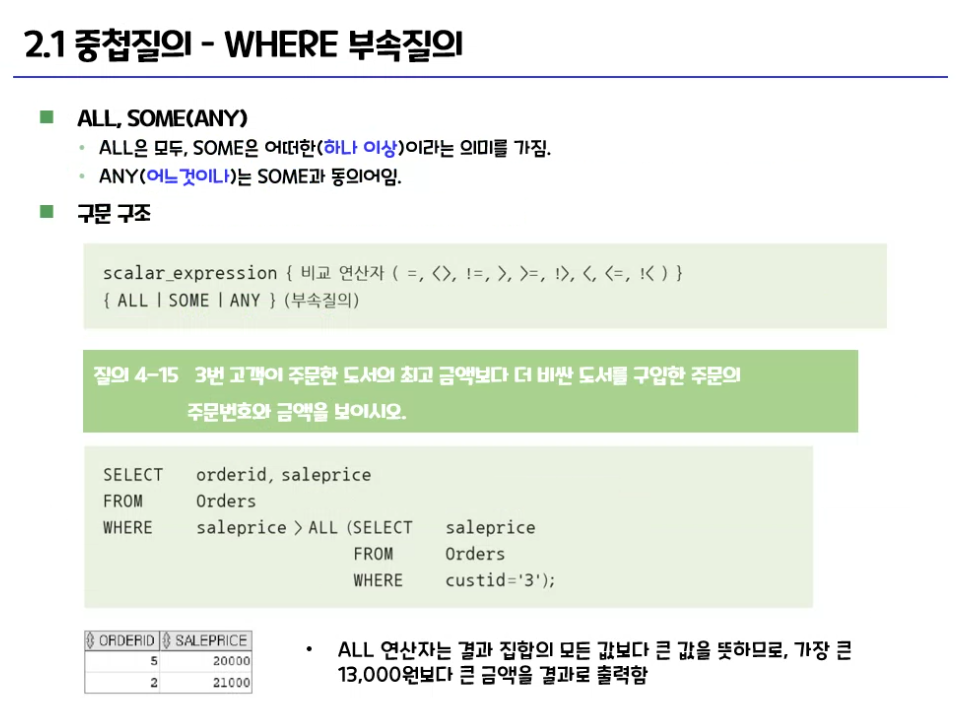 2.1 중첩질의 - WHERE 부속질의
■ ALL, SOME(ANY)
• ALL은 모두, SOME은 어떠한(하나 이상)이라는 의미를 가짐.
• ANY(어느것이나)는 SOME과 동의어임.
■ 구문 구조
scalar_expression { 비교 연산자 ( =, <>, !=, >, >=, !>, <, <=, !< ) }
{ ALL | SOME | ANY } (부속질의)
질의 4-15 3번 고객이 주문한 도서의 최고 금액보다 더 비싼 도서를 구입한 주문의
주문번호와 금액을 보이시오.
SELECT orderid, saleprice
FROM Orders
WHERE saleprice > ALL (SELECT saleprice
FROM Orders
WHERE custid='3');
ORDERID SALEPRICE
5 20000
2 21000
• ALL 연산자는 결과 집합의 모든 값보다 큰 값을 뜻하므로, 가장 큰
13,000원보다 큰 금액을 결과로 출력함